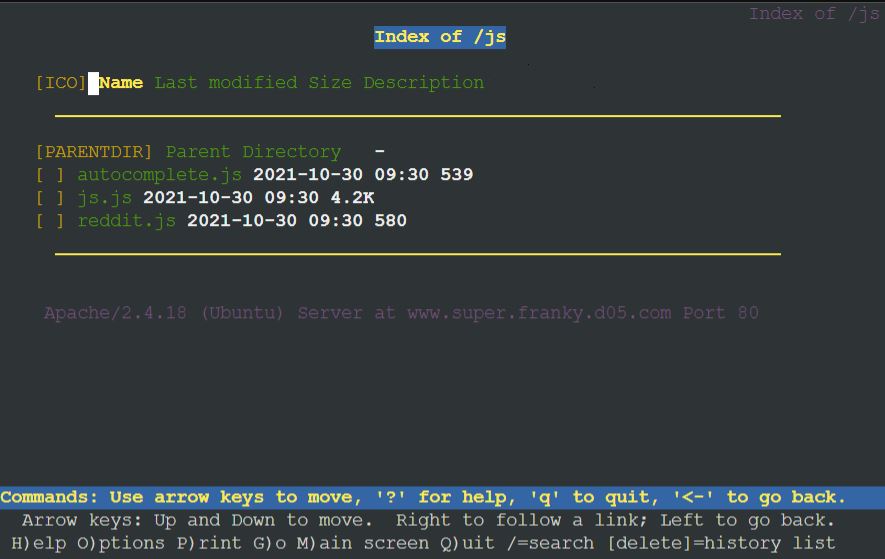 Index of /js
Index of /js
[ICO] Name Last modified Size Description
[PARENTDIR] Parent Directory   -
[ ] autocomplete.js 2021-10-30 09:30 539
[ ] js.js 2021-10-30 09:30 4.2K
[ ] reddit.js 2021-10-30 09:30 580
Apache/2.4.18 (Ubuntu) Server at www.super.franky.d05.com Port 80
Commands: Use arrow keys to move, '?' for help, 'q' to quit, '<-' to go back.
Arrow keys: Up and Down to move.  Right to follow a link; Left to go back.
H)elp O)ptions P)rint G)o M)ain screen Q)uit /=search [delete]=history list